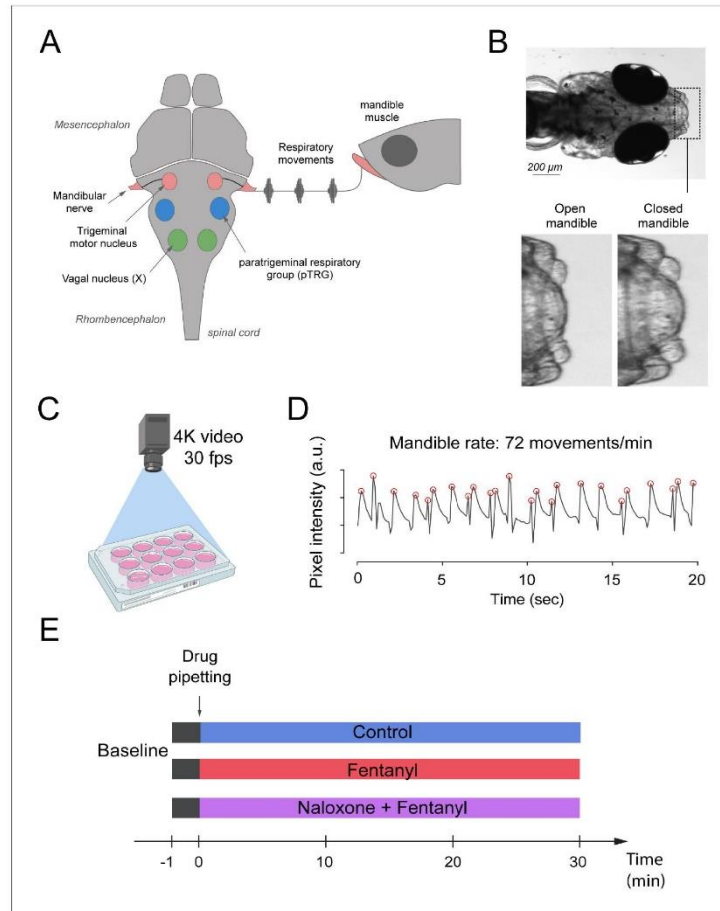 A
Mesencephalon
Mandibular
nerve
Trigeminal
motor nucleus
Vagal nucleus (X)
Rhombencephalon
spinal cord
paratrigeminal respiratory
group (pTRG)
Respiratory
movements
mandible
muscle
B
200 µm
Open
mandible
Closed
mandible
C
4K video
30 fps
D
Mandible rate: 72 movements/min
Pixel intensity (a.u.)
0 5 10 15 20
Time (sec)
E
Drug
pipetting
Baseline
Control
Fentanyl
Naloxone + Fentanyl
-1 0 10 20 30
Time
(min)